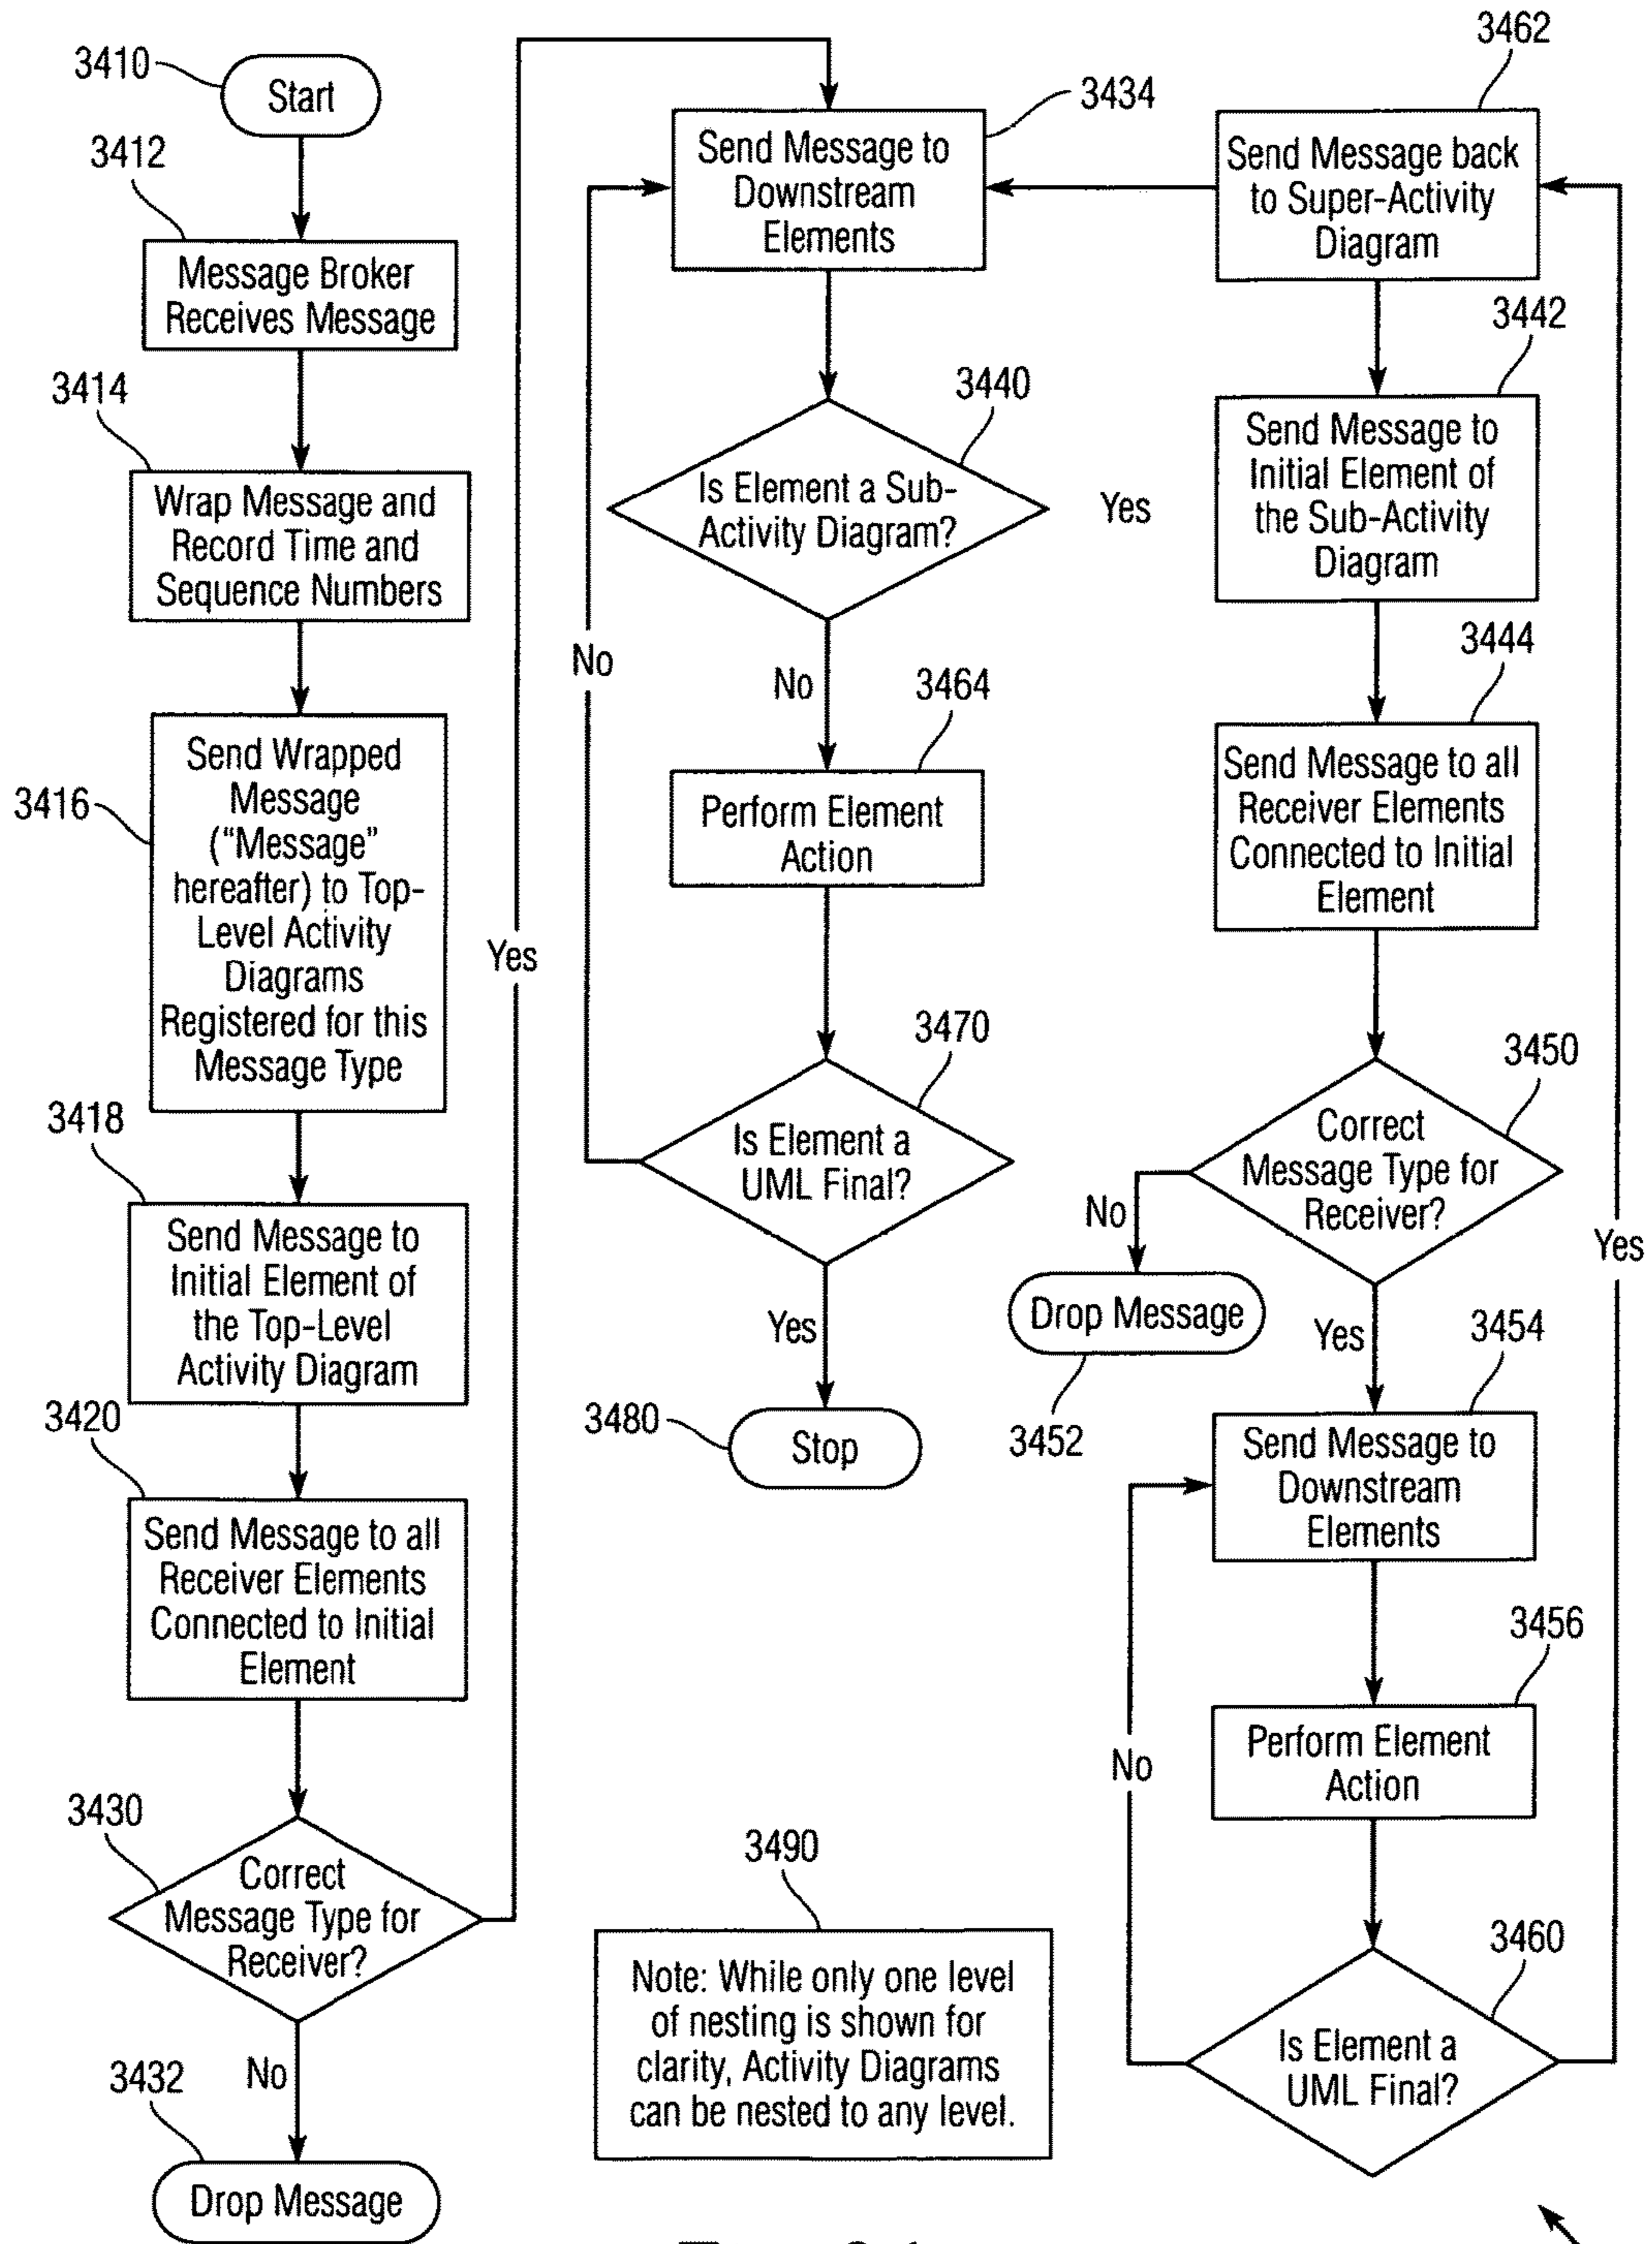 3410
Start
3412
Message Broker
Receives Message
3414
Wrap Message and
Record Time and
Sequence Numbers
3416
Send Wrapped
Message
("Message"
hereafter) to Top-
Level Activity
Diagrams
Registered for this
Message Type
3418
Send Message to
Initial Element of
the Top-Level
Activity Diagram
3420
Send Message to all
Receiver Elements
Connected to Initial
Element
3430
Correct
Message Type for
Receiver?
No
3432
Drop Message
Yes
3434
Send Message to
Downstream
Elements
3440
Is Element a Sub-
Activity Diagram?
Yes
No
No
3464
Perform Element
Action
3470
Is Element a
UML Final?
Yes
3480
Stop
3490
Note: While only one level
of nesting is shown for
clarity, Activity Diagrams
can be nested to any level.
3462
Send Message back
to Super-Activity
Diagram
3442
Send Message to
Initial Element of
the Sub-Activity
Diagram
3444
Send Message to all
Receiver Elements
Connected to Initial
Element
3450
Correct
Message Type for
Receiver?
No
Drop Message
3452
Yes
3454
Send Message to
Downstream
Elements
3456
Perform Element
Action
No
3460
Is Element a
UML Final?
Yes